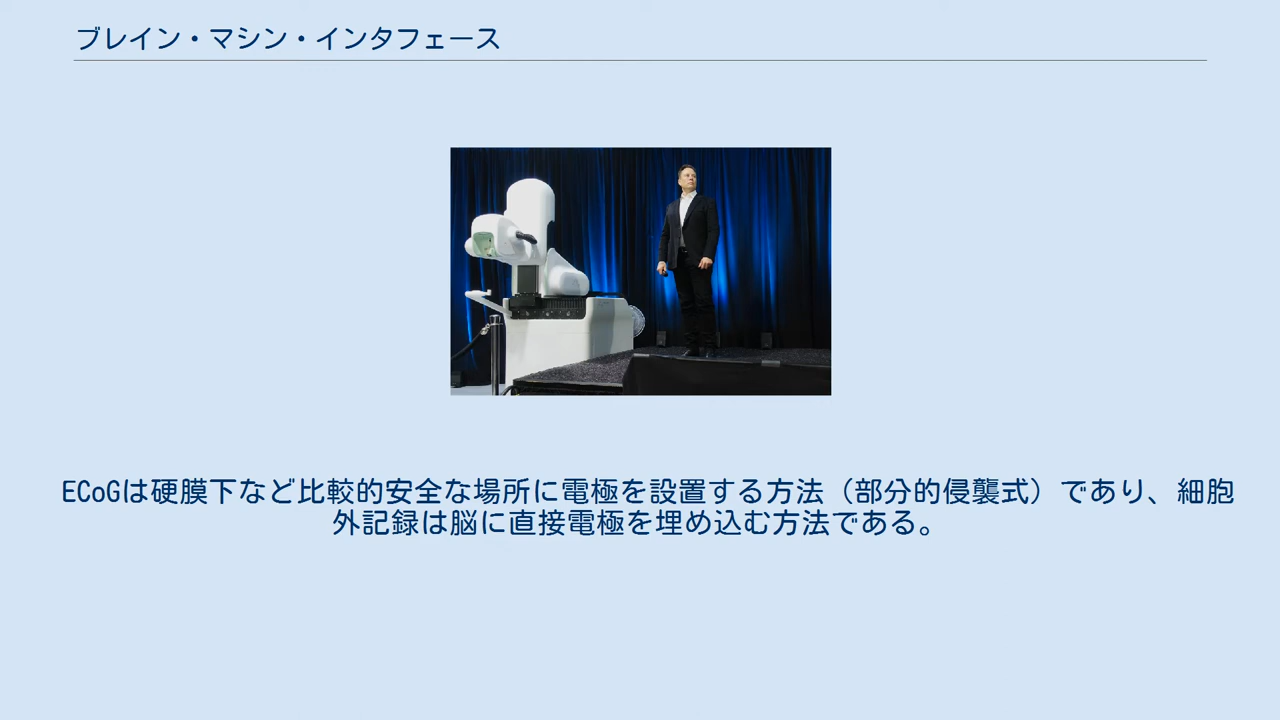 ブレイン・マシン・インタフェース
ECoGは硬膜下など比較的安全な場所に電極を設置する方法（部分的侵襲式）であり、細胞
外記録は脳に直接電極を埋め込む方法である。